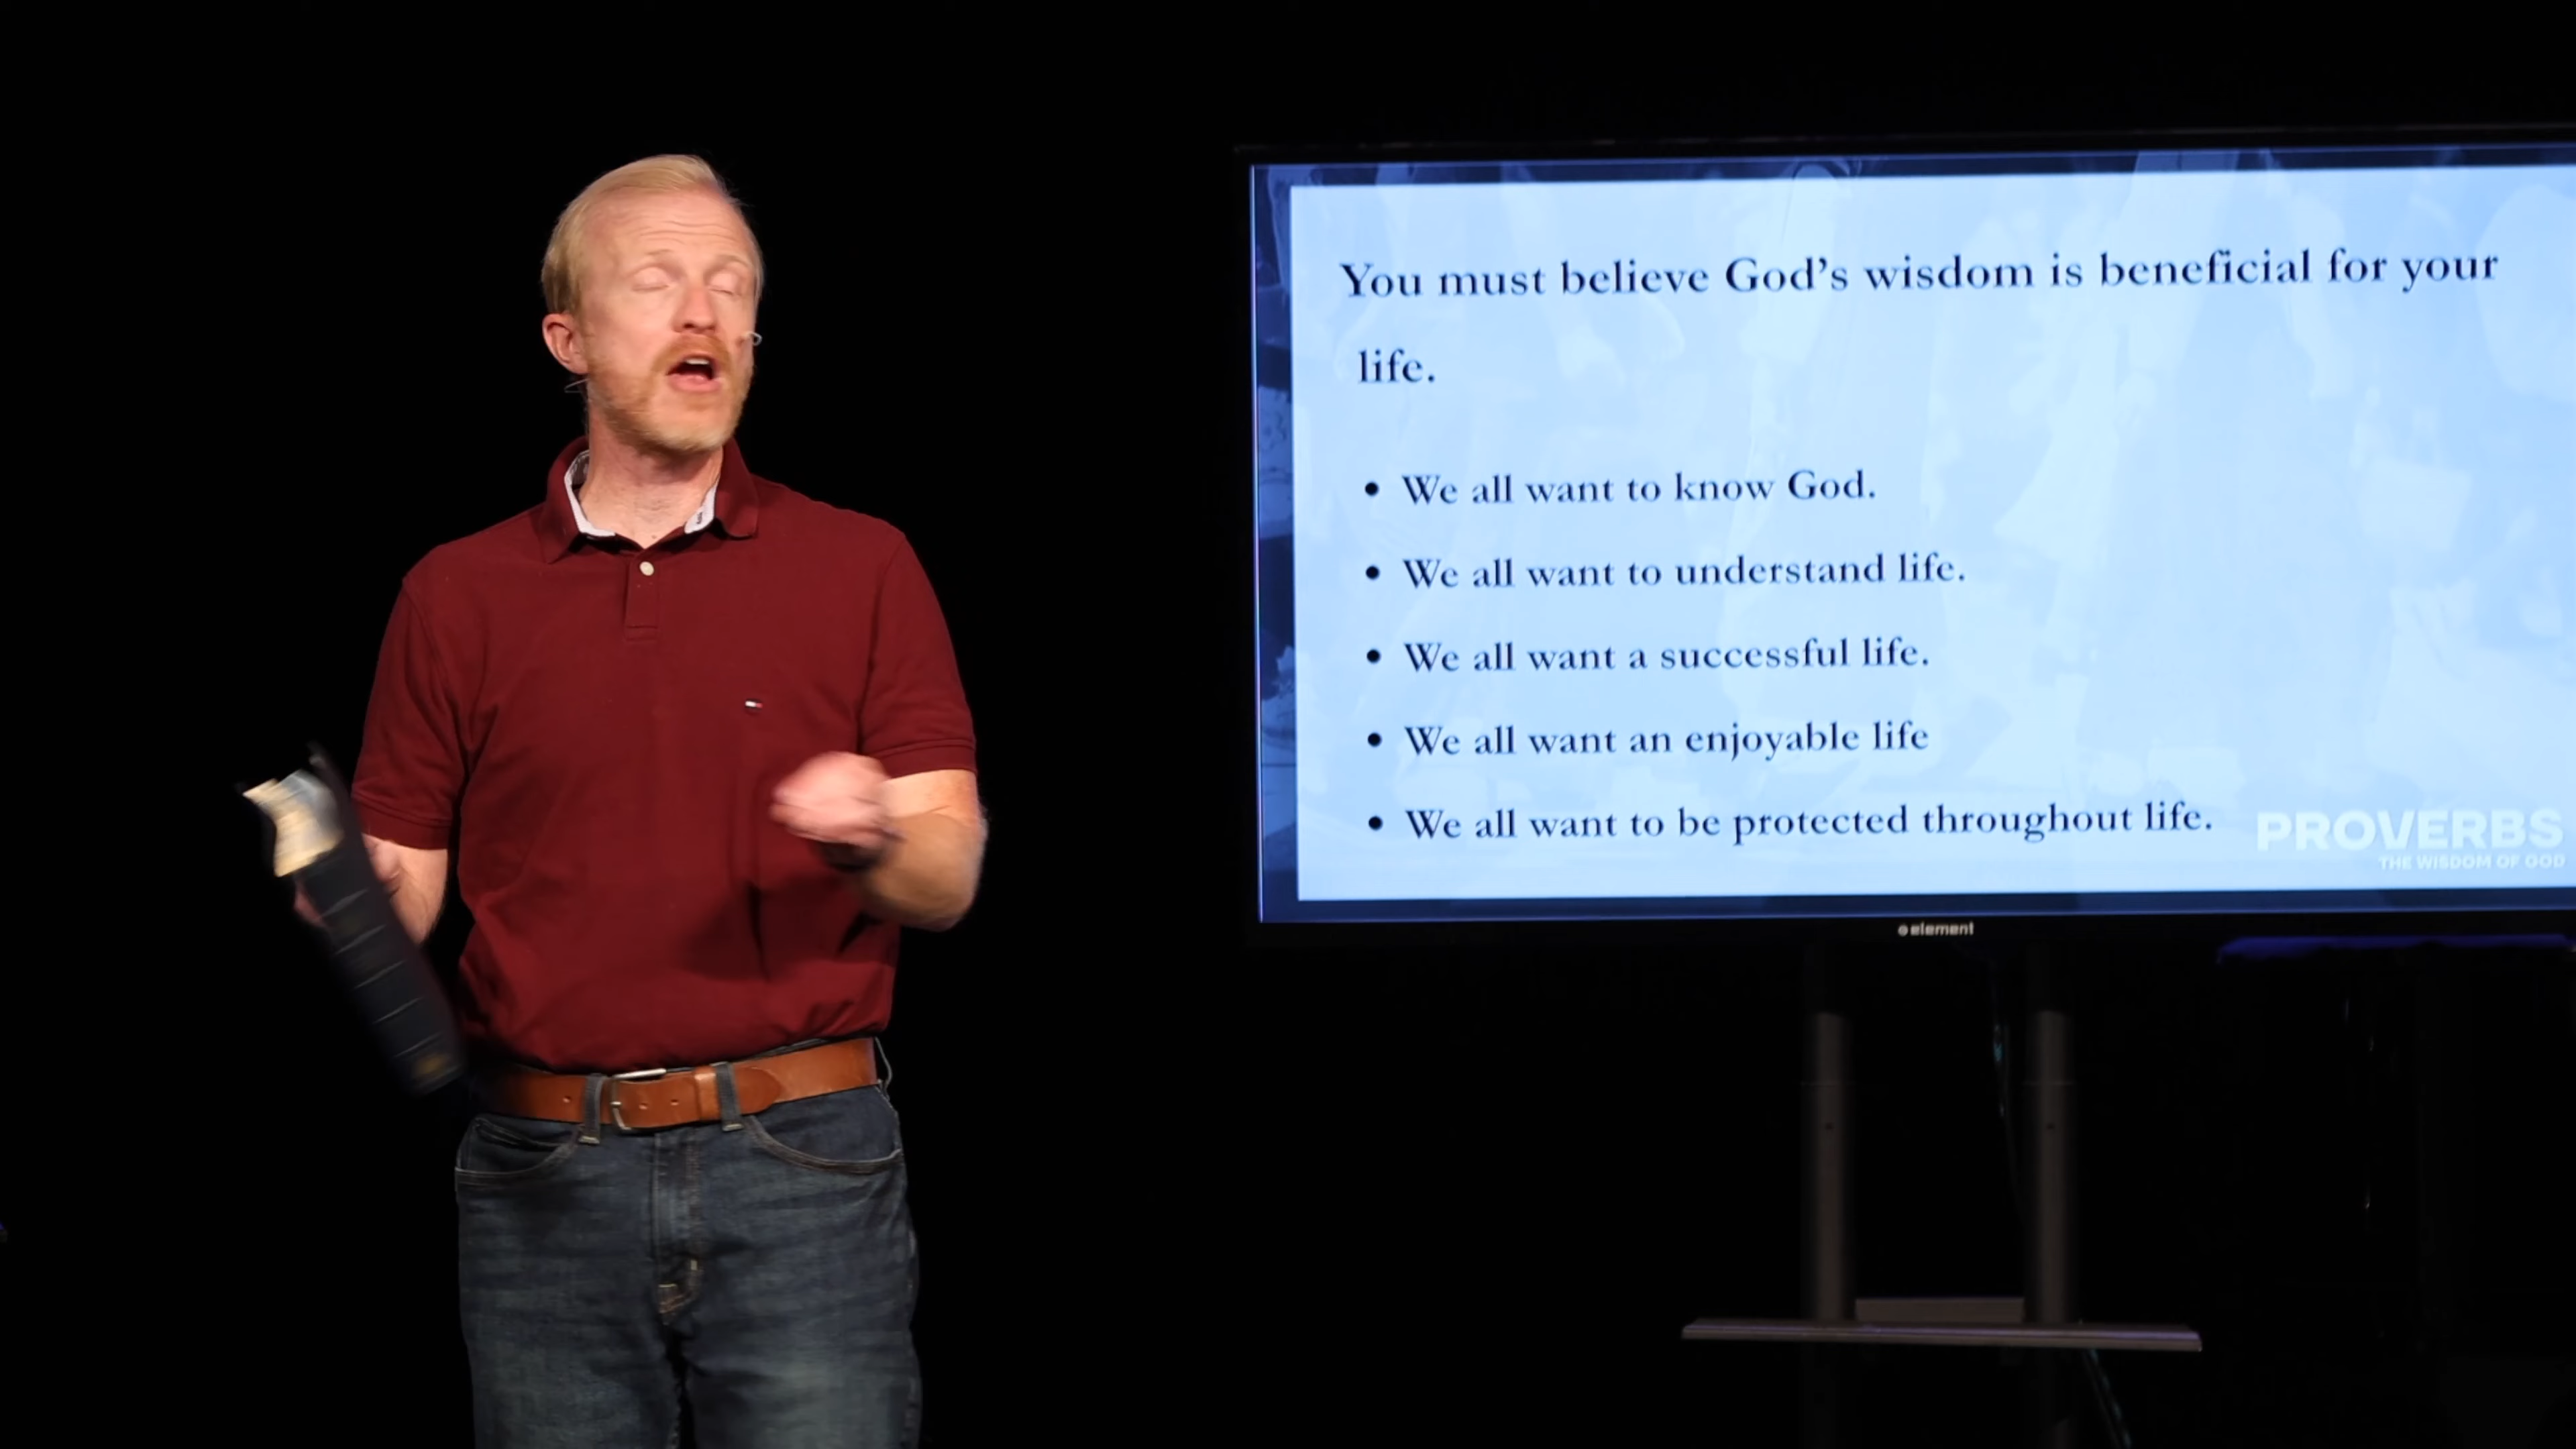 You must believe God's wisdom is beneficial for your
life.
• We all want to know God.
• We all want to understand life.
• We all want a successful life.
• We all want an enjoyable life
• We all want to be protected throughout life.
PROVERBS
THE WISDOM OF GOD
element